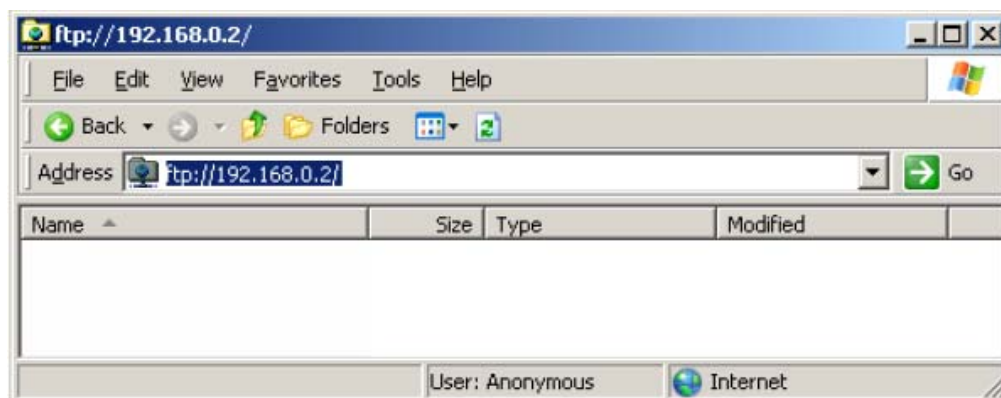 ftp://192.168.0.2/
File Edit View Favorites Tools Help
Back Folders
Address ftp://192.168.0.2/ Go
Name Size Type Modified
User: Anonymous Internet